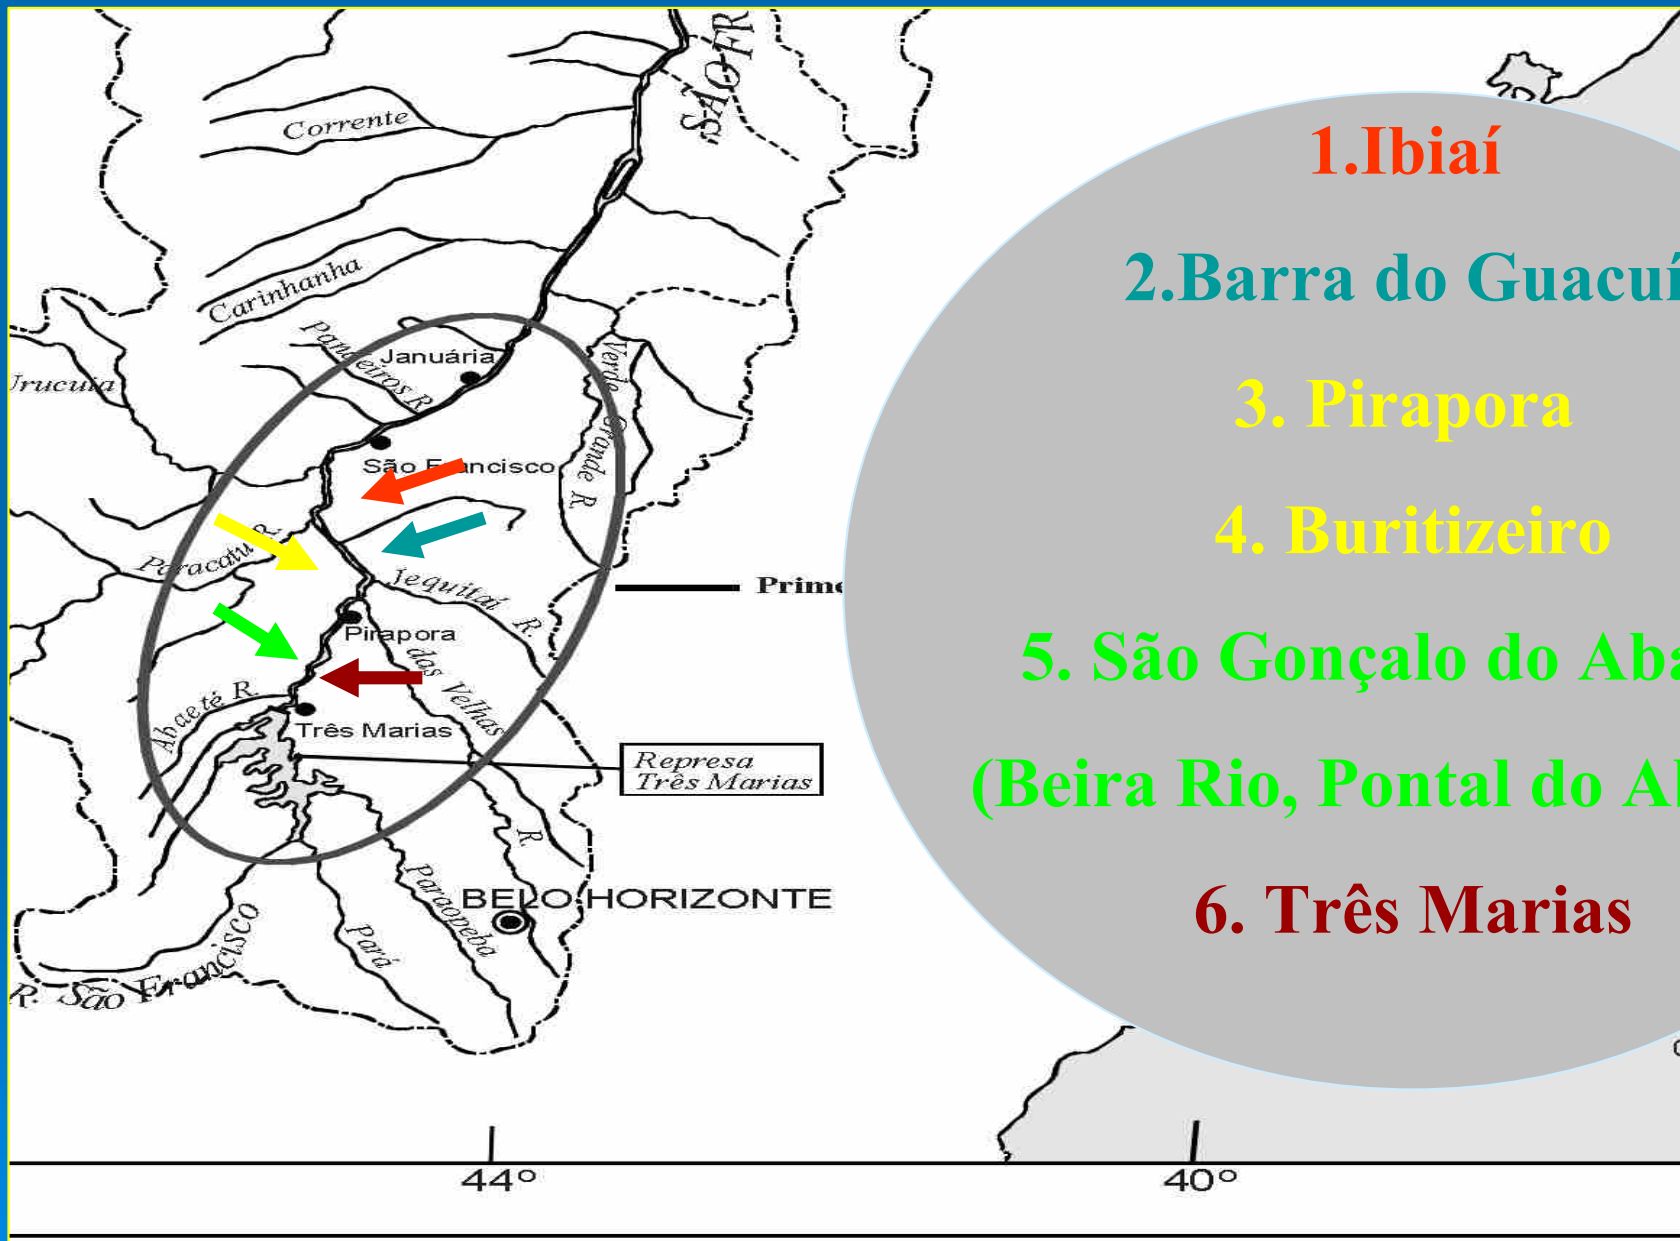 SÃO FR
Corrente
Carinhanha
Pandeiros R.
Januária
Urucuia
Verde Grande R.
São Francisco
Paracatu R.
Jequitaí R.
Prime
Pirapora
das Velhas
R.
Abaeté R.
Três Marias
Represa
Três Marias
Paraopeba
BELO HORIZONTE
Pará
R. São Francisco
44°
40°
1.Ibiaí
2.Barra do Guacuí
3. Pirapora
4. Buritizeiro
5. São Gonçalo do Aba
(Beira Rio, Pontal do A
6. Três Marias